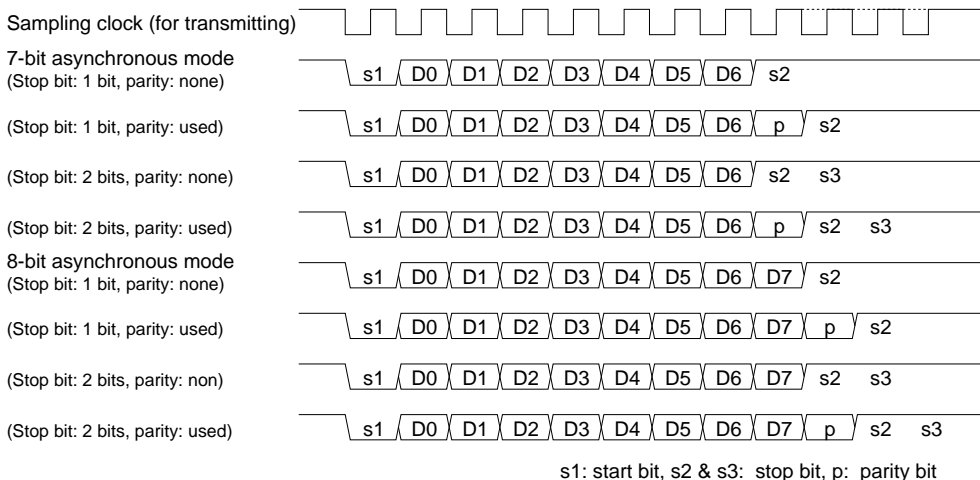 Sampling clock (for transmitting)
7-bit asynchronous mode
(Stop bit: 1 bit, parity: none) s1 D0 D1 D2 D3 D4 D5 D6 s2
(Stop bit: 1 bit, parity: used) s1 D0 D1 D2 D3 D4 D5 D6 p s2
(Stop bit: 2 bits, parity: none) s1 D0 D1 D2 D3 D4 D5 D6 s2 s3
(Stop bit: 2 bits, parity: used) s1 D0 D1 D2 D3 D4 D5 D6 p s2 s3
8-bit asynchronous mode
(Stop bit: 1 bit, parity: none) s1 D0 D1 D2 D3 D4 D5 D6 D7 s2
(Stop bit: 1 bit, parity: used) s1 D0 D1 D2 D3 D4 D5 D6 D7 p s2
(Stop bit: 2 bits, parity: non) s1 D0 D1 D2 D3 D4 D5 D6 D7 s2 s3
(Stop bit: 2 bits, parity: used) s1 D0 D1 D2 D3 D4 D5 D6 D7 p s2 s3
s1: start bit, s2 & s3: stop bit, p: parity bit